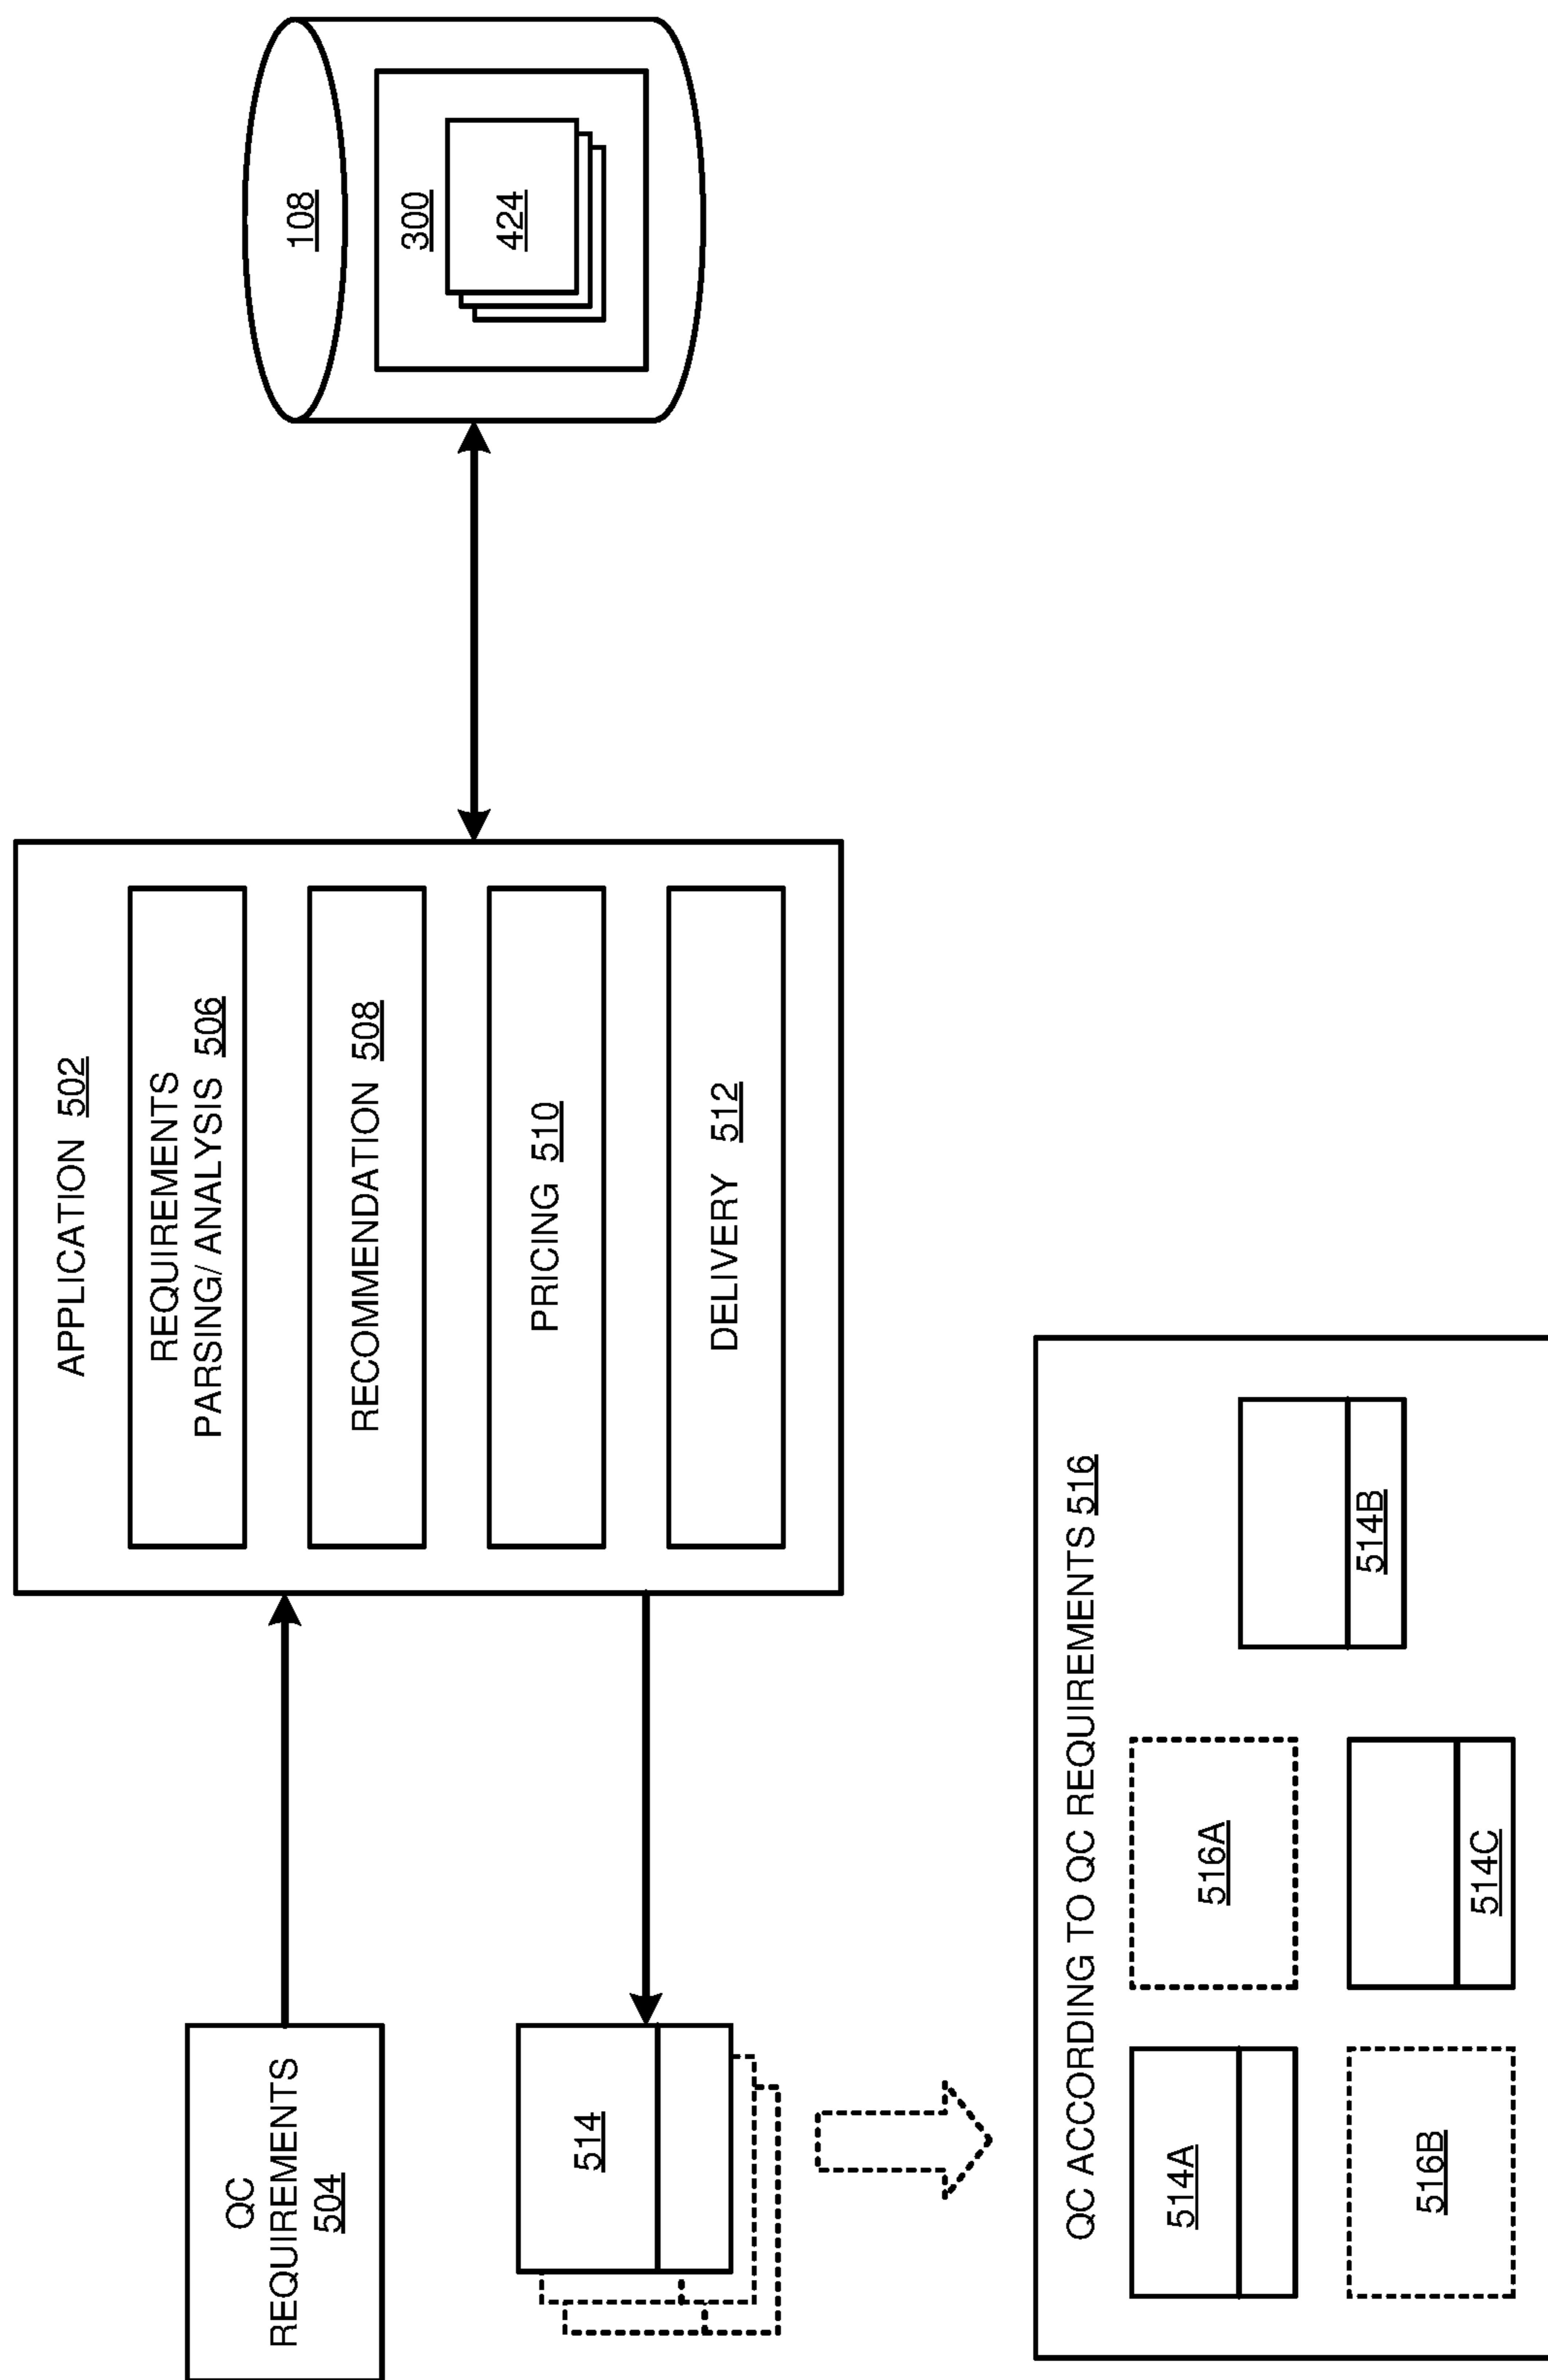 QC
REQUIREMENTS
504
APPLICATION 502
REQUIREMENTS
PARSING/ANALYSIS 506
RECOMMENDATION 508
PRICING 510
DELIVERY 512
108
300
424
514
QC ACCORDING TO QC REQUIREMENTS 516
514A
516A
514B
516B
514C